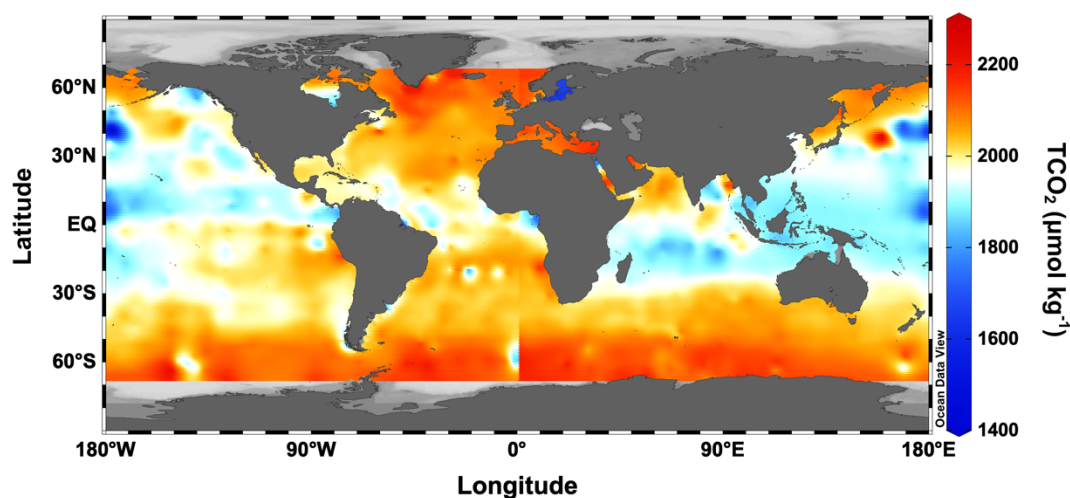 60°N
30°N
EQ
30°S
60°S
Latitude
180°W
90°W
0°
90°E
180°E
Longitude
Ocean Data View
2200
2000
1800
1600
1400
TCO₂ (µmol kg⁻¹)